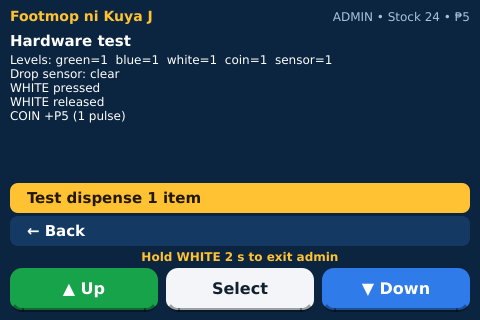 Footmop ni Kuya J
ADMIN • Stock 24 • ₱5
Hardware test
Levels: green=1  blue=1  white=1  coin=1  sensor=1
Drop sensor: clear
WHITE pressed
WHITE released
COIN +P5 (1 pulse)
Test dispense 1 item
← Back
Hold WHITE 2 s to exit admin
▲ Up
Select
▼ Down